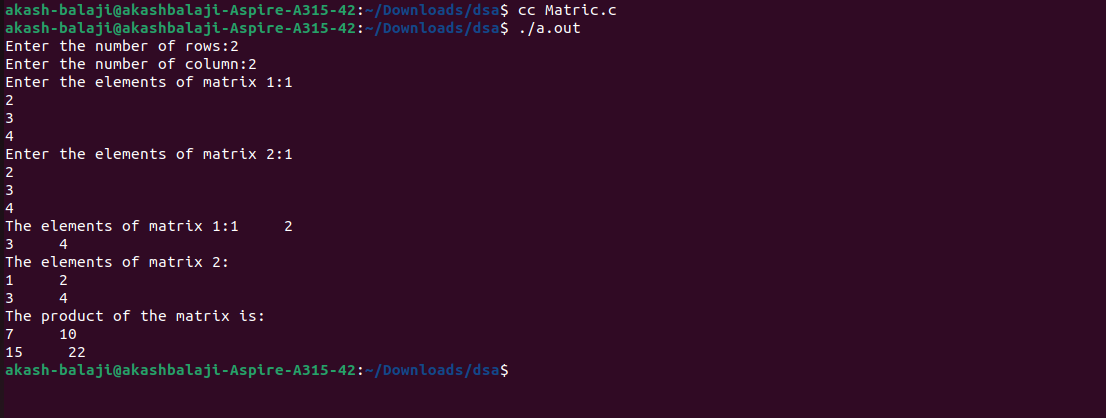 akash-balaji@akashbalaji-Aspire-A315-42:~/Downloads/dsa$ cc Matric.c
akash-balaji@akashbalaji-Aspire-A315-42:~/Downloads/dsa$ ./a.out
Enter the number of rows:2
Enter the number of column:2
Enter the elements of matrix 1:1
2
3
4
Enter the elements of matrix 2:1
2
3
4
The elements of matrix 1:1     2
3     4
The elements of matrix 2:
1     2
3     4
The product of the matrix is:
7     10
15     22
akash-balaji@akashbalaji-Aspire-A315-42:~/Downloads/dsa$